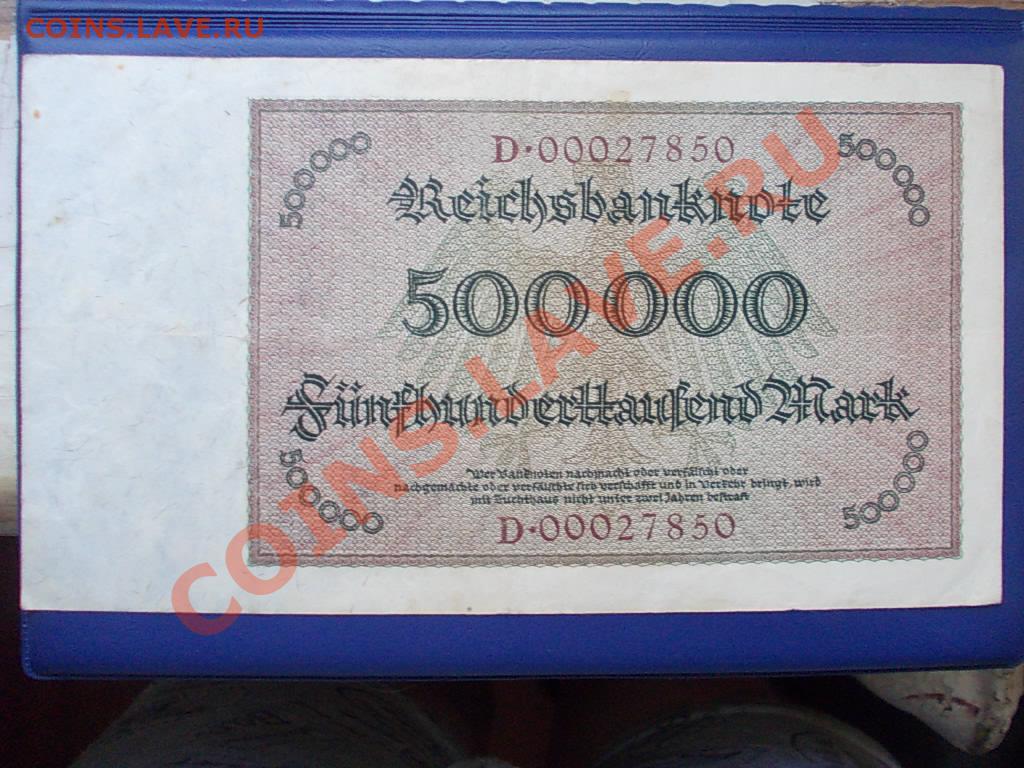 COINS.LAVE.RU
500000
D·00027850
500000
Reichsbanknote
500000
Fünfhunderttausend Mark
Wer Banknoten nachmacht oder verfälscht oder
nachgemachte oder verfälschte sich verschafft und in Verkehr bringt, wird
mit Zuchthaus nicht unter zwei Jahren bestraft
500000
D·00027850
500000
COINS.LAVE.RU